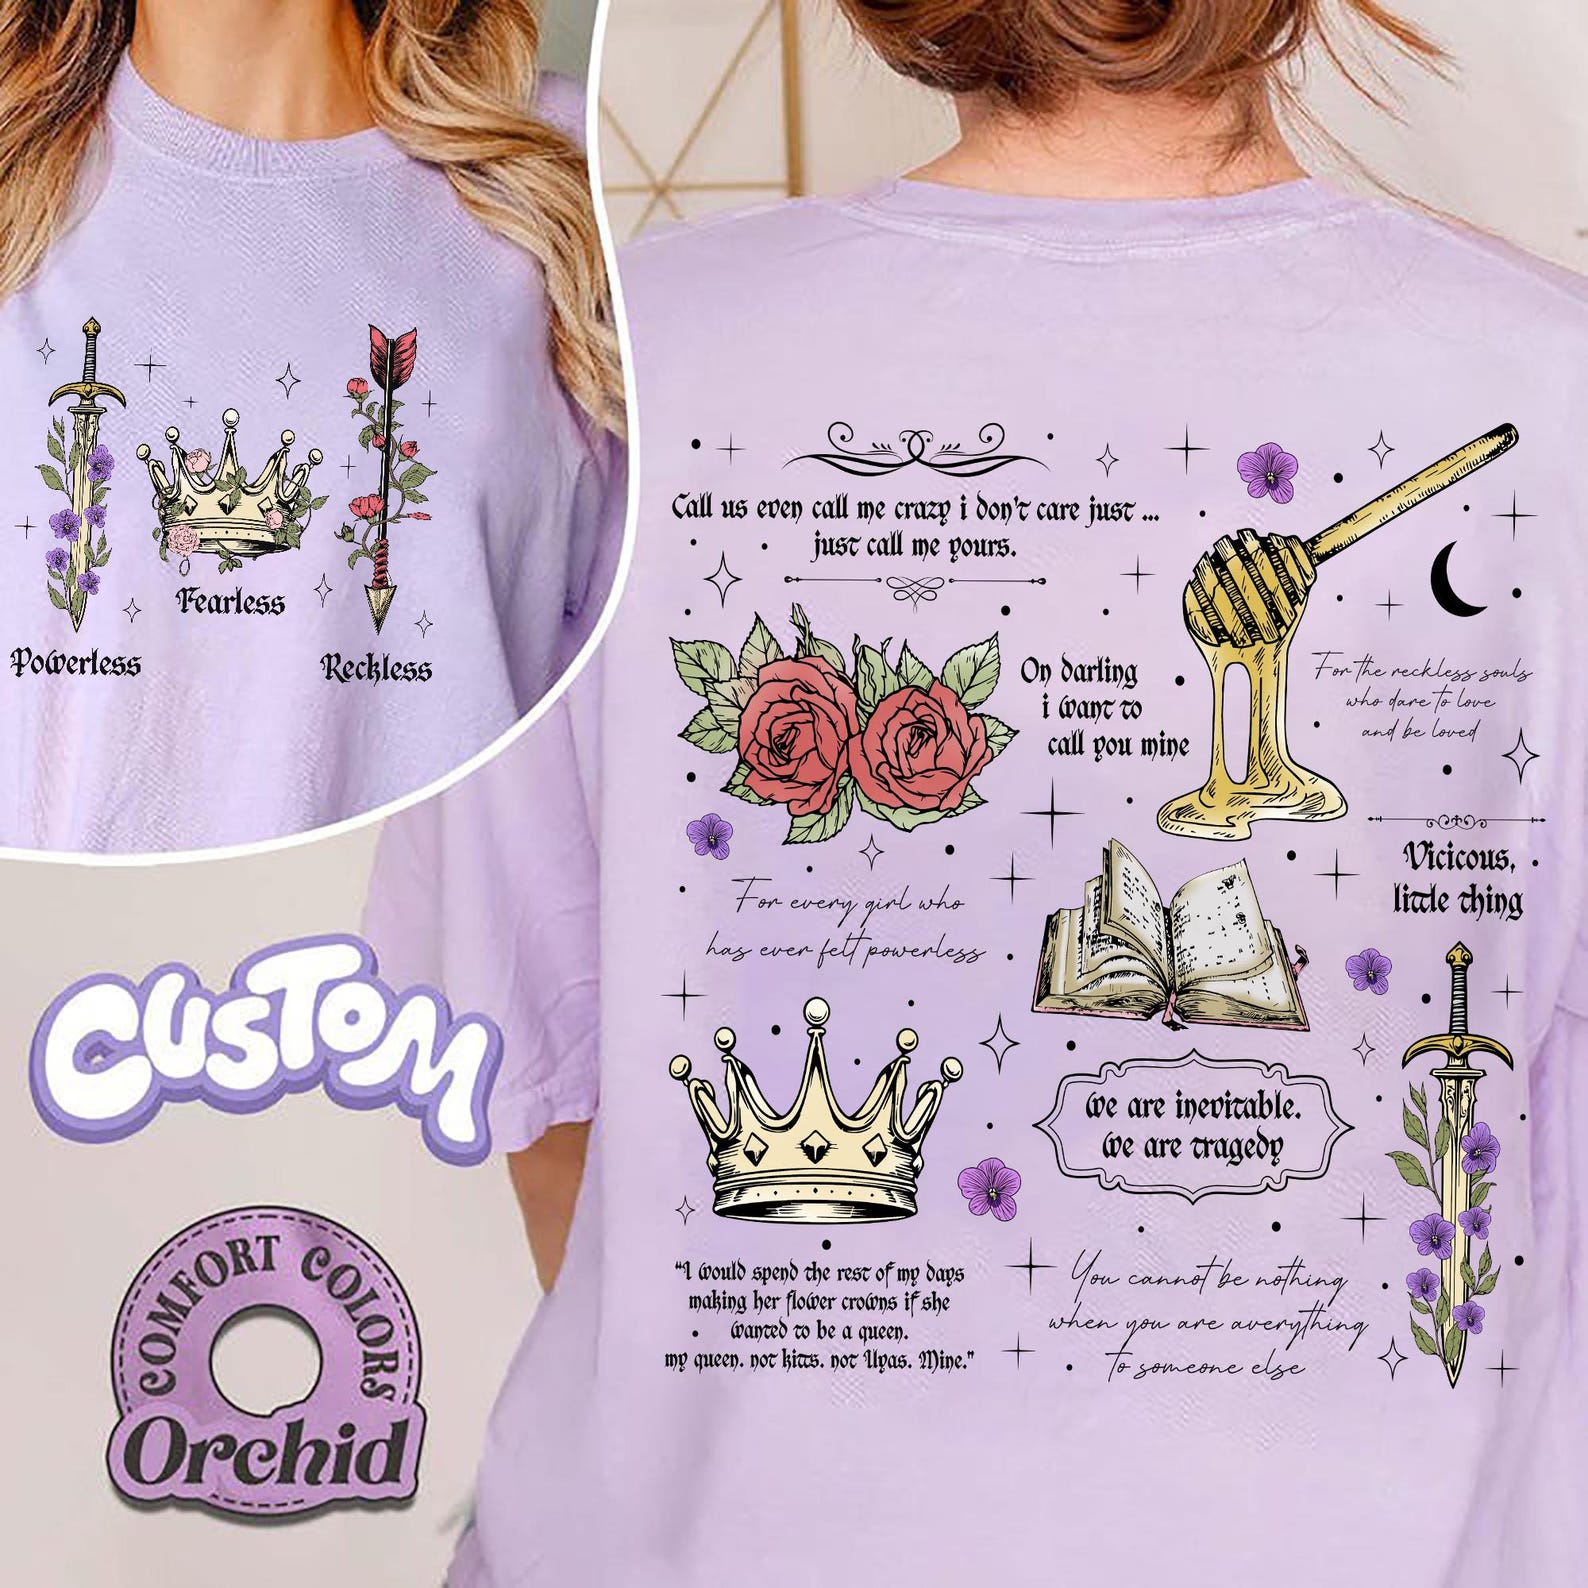 Powerless
Fearless
Reckless
CUSTOM
COMFORT COLORS
Orchid
Call us even call me crazy i don't care just ...
just call me yours.
On darling
i want to
call you mine
For the reckless souls
who dare to love
and be loved
Vicicous,
little thing
For every girl who
has ever felt powerless
we are inevitable.
we are tragedy
"I would spend the rest of my days
making her flower crowns if she
wanted to be a queen.
my queen. not kitts. not Ilyas. Mine."
You cannot be nothing
when you are averything
to someone else